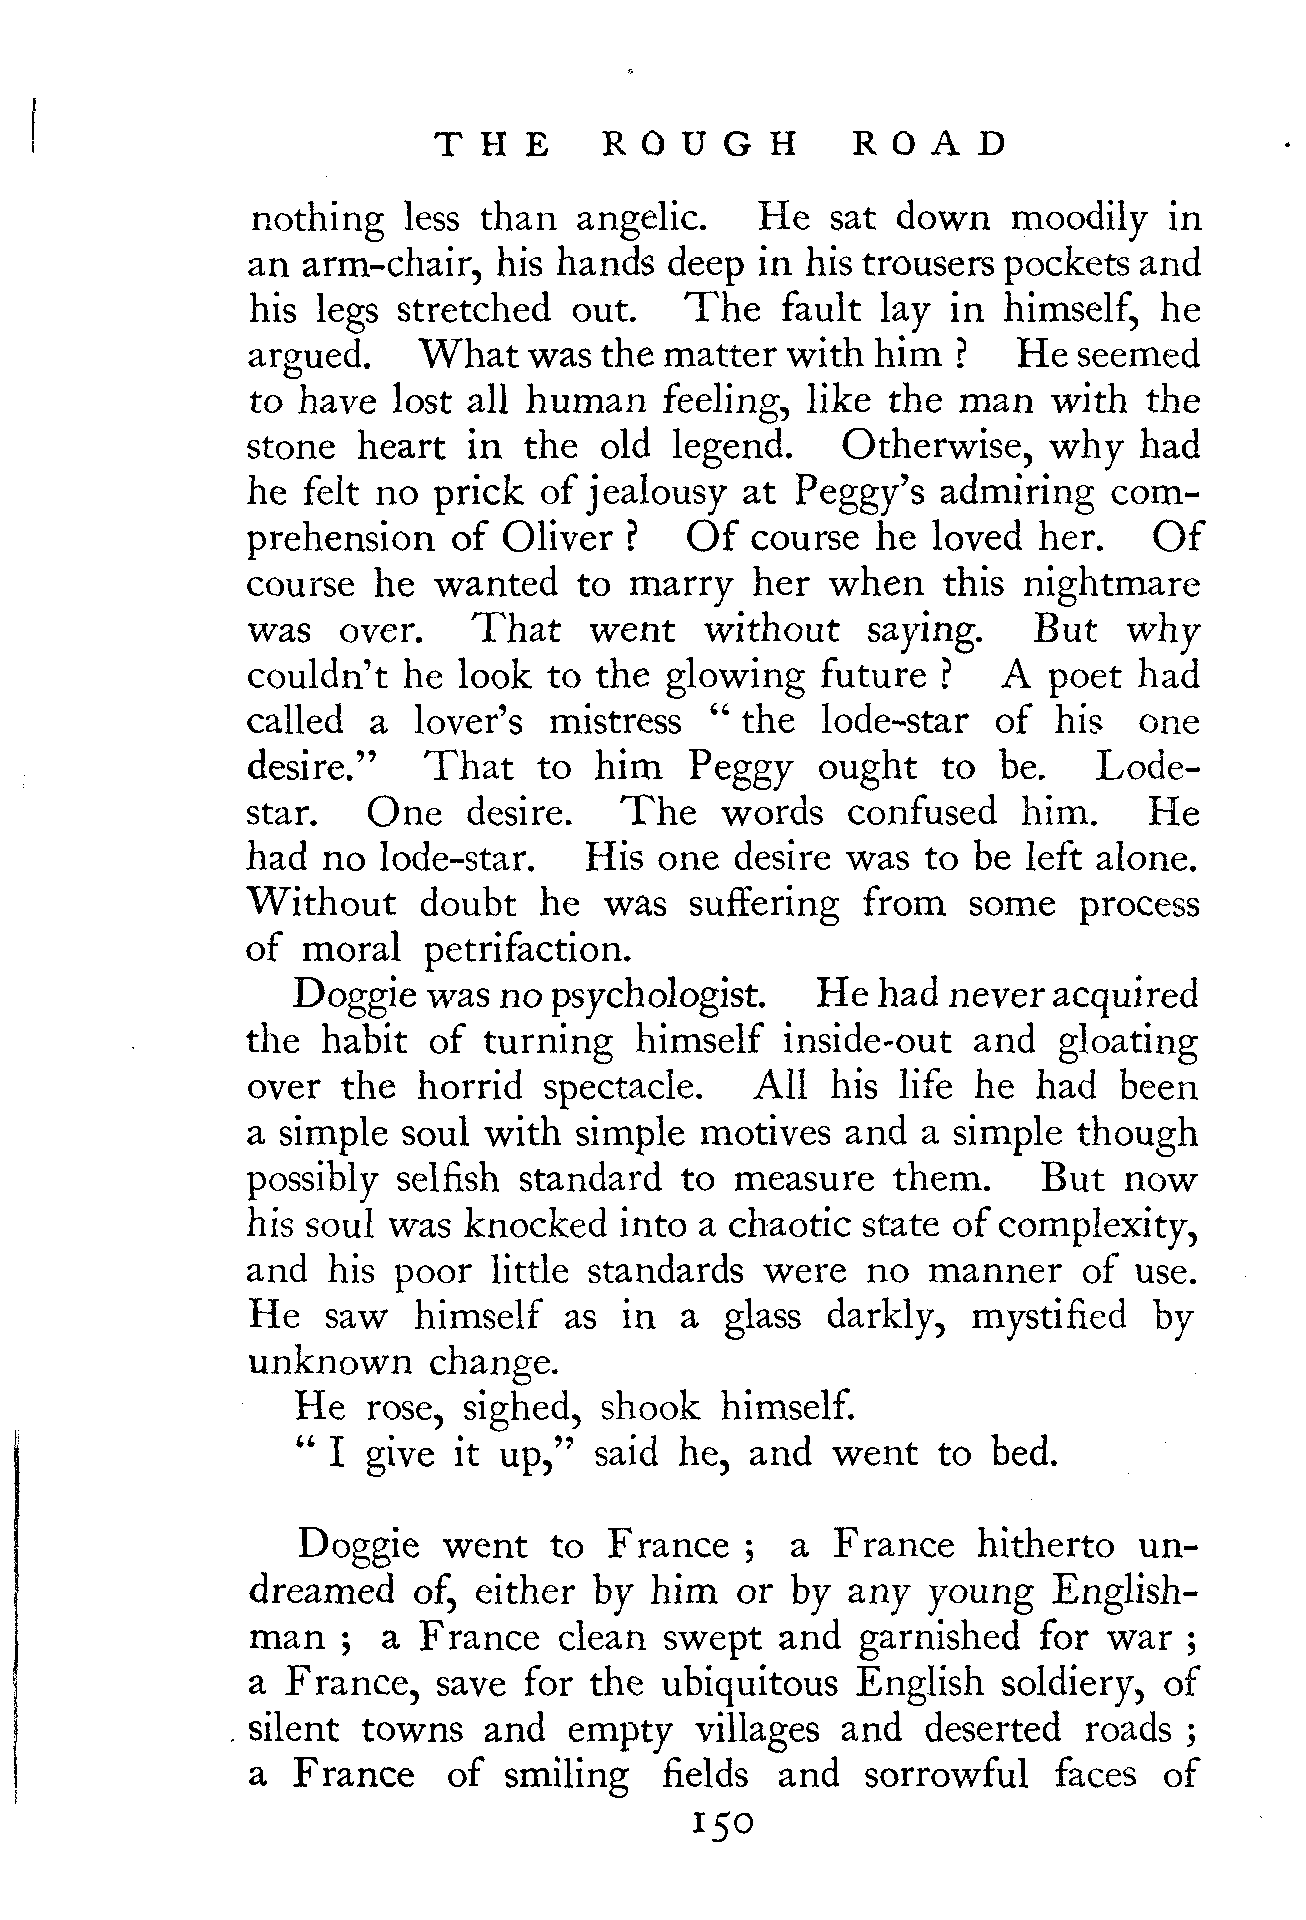 THE ROUGH ROAD
nothing less than angelic. He sat down moodily in
an arm-chair, his hands deep in his trousers pockets and
his legs stretched out. The fault lay in himself, he
argued. What was the matter with him ? He seemed
to have lost all human feeling, like the man with the
stone heart in the old legend. Otherwise, why had
he felt no prick of jealousy at Peggy's admiring com-
prehension of Oliver ? Of course he loved her. Of
course he wanted to marry her when this nightmare
was over. That went without saying. But why
couldn't he look to the glowing future ? A poet had
called a lover's mistress “ the lode-star of his one
desire.” That to him Peggy ought to be. Lode-
star. One desire. The words confused him. He
had no lode-star. His one desire was to be left alone.
Without doubt he was suffering from some process
of moral petrifaction.
Doggie was no psychologist. He had never acquired
the habit of turning himself inside-out and gloating
over the horrid spectacle. All his life he had been
a simple soul with simple motives and a simple though
possibly selfish standard to measure them. But now
his soul was knocked into a chaotic state of complexity,
and his poor little standards were no manner of use.
He saw himself as in a glass darkly, mystified by
unknown change.
He rose, sighed, shook himself.
“ I give it up,” said he, and went to bed.
Doggie went to France ; a France hitherto un-
dreamed of, either by him or by any young English-
man ; a France clean swept and garnished for war ;
a France, save for the ubiquitous English soldiery, of
silent towns and empty villages and deserted roads ;
a France of smiling fields and sorrowful faces of
150